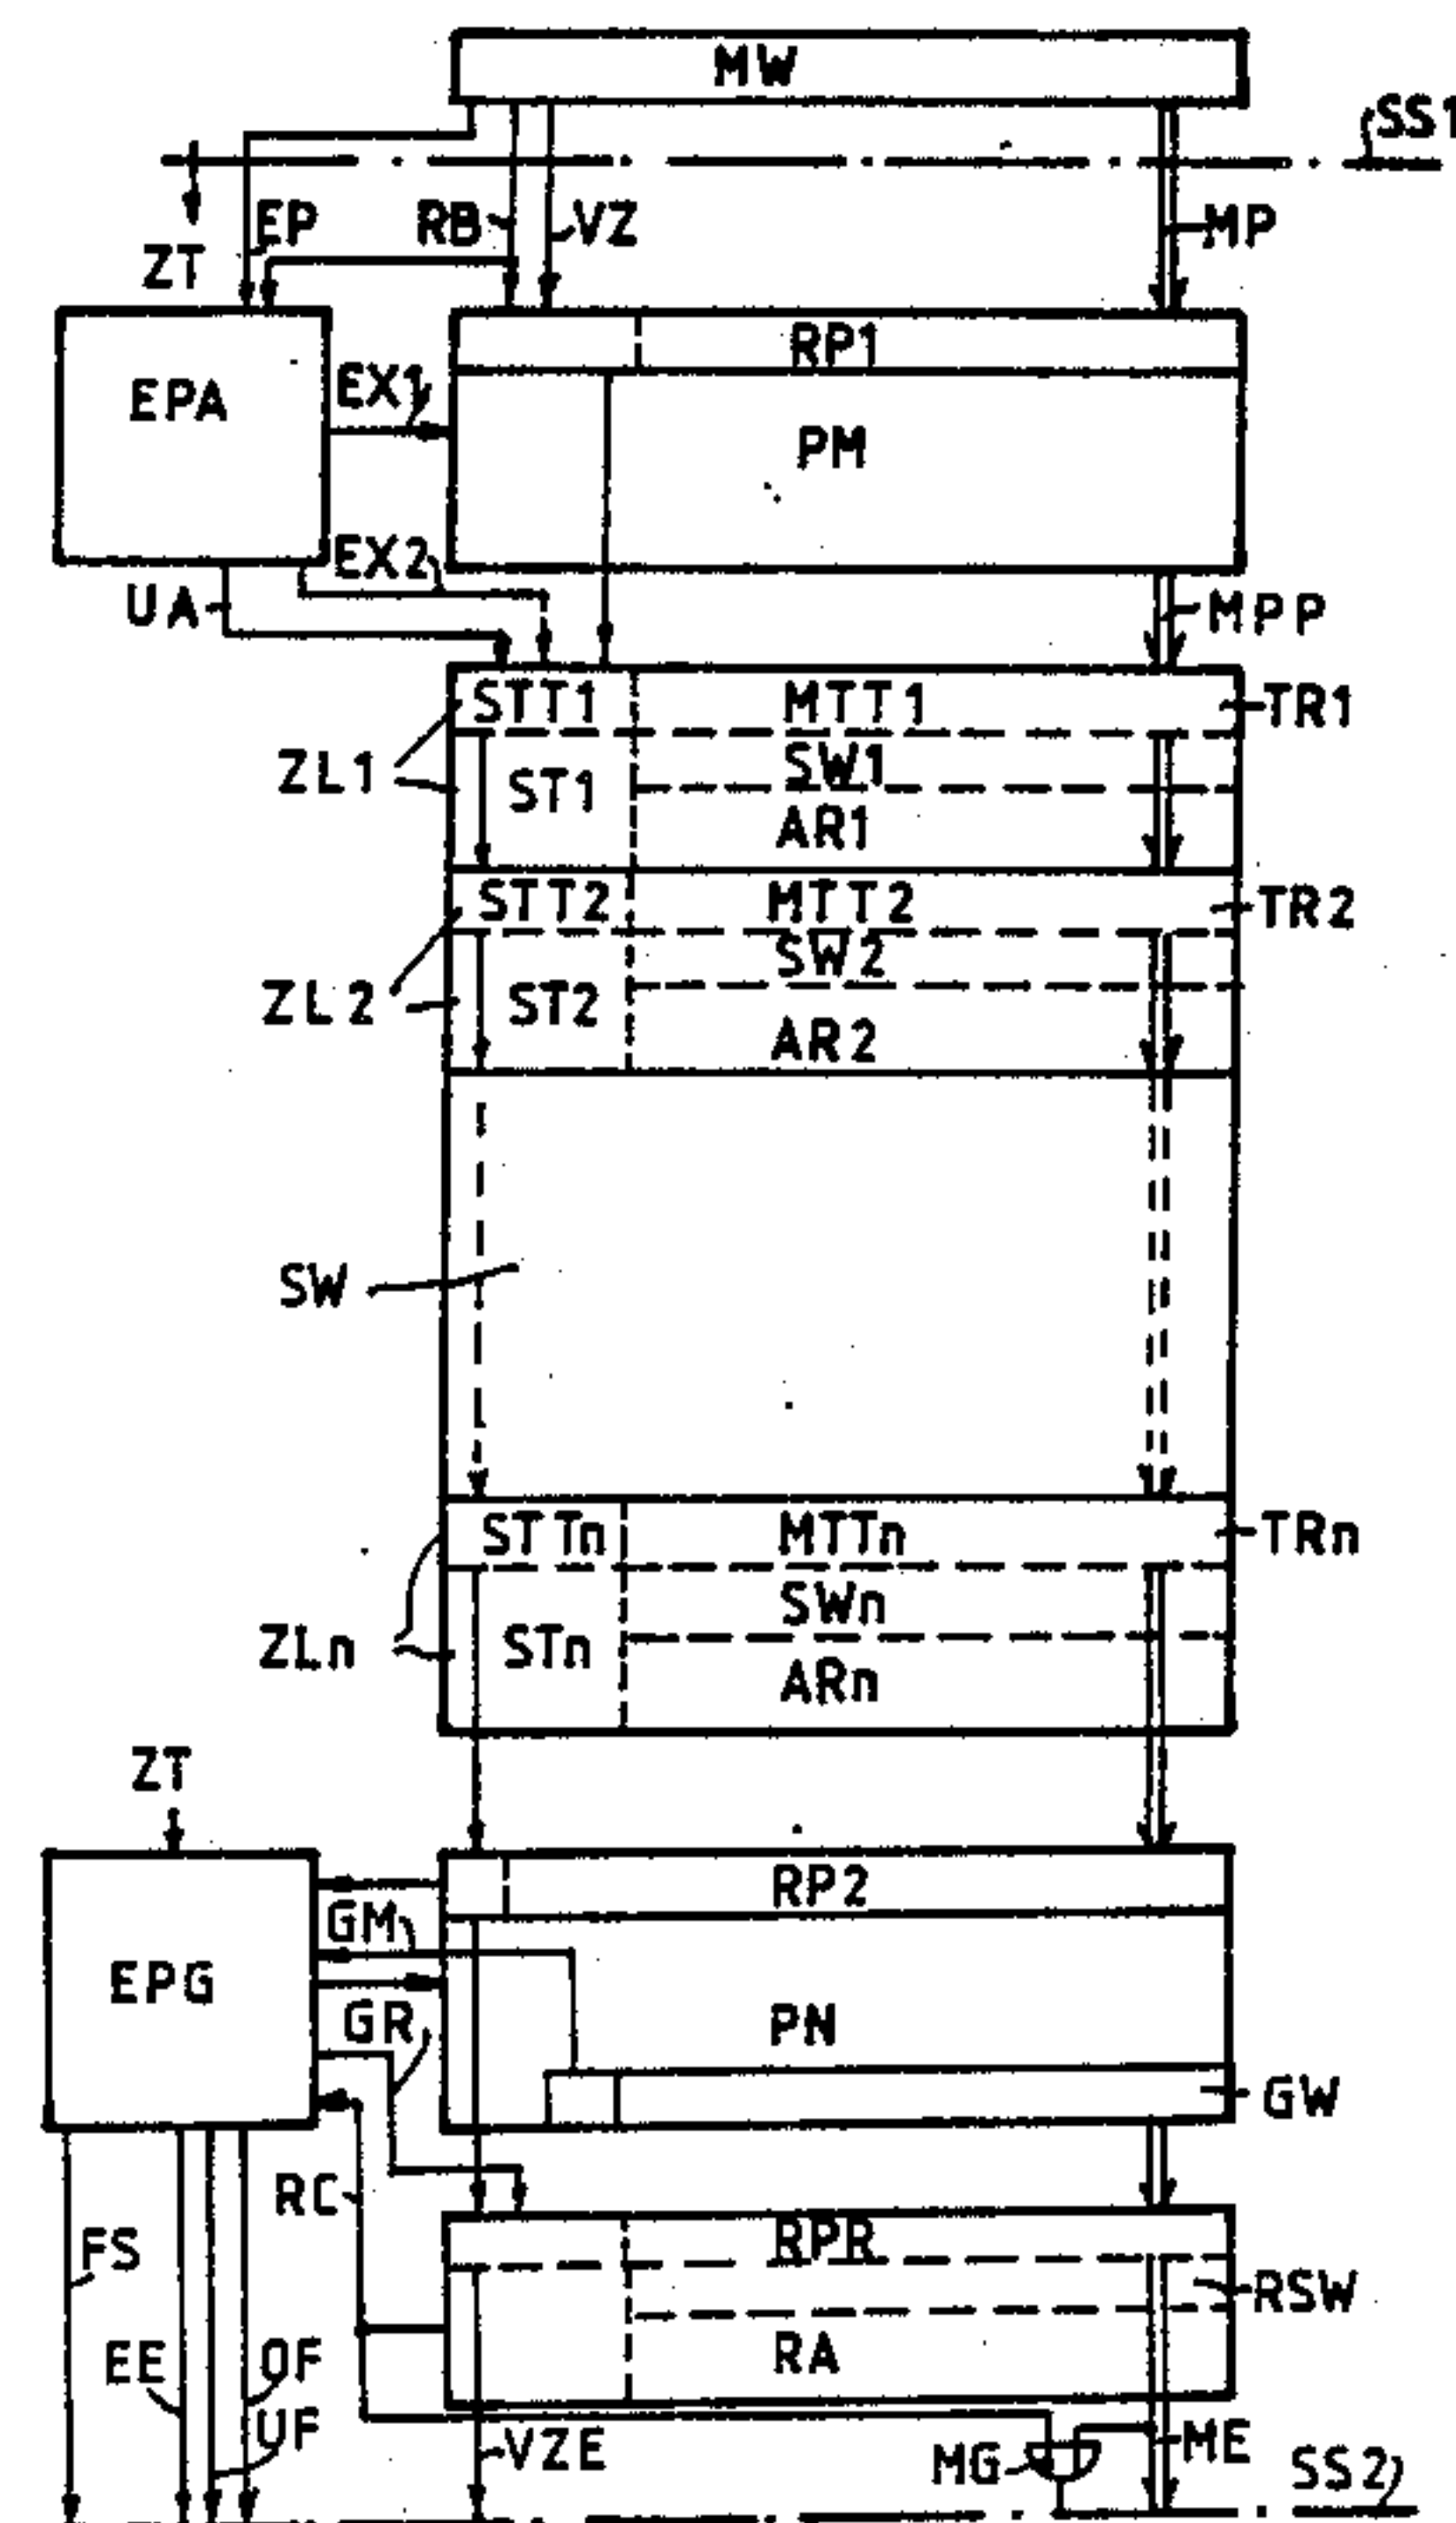 MW
SS1
ZT
EP
RB
VZ
MP
RP1
EPA
EX1
PM
EX2
UA
MPP
STT1
MTT1
TR1
ZL1
ST1
SW1
AR1
STT2
MTT2
TR2
ZL2
ST2
SW2
AR2
SW
STTn
MTTn
TRn
ZLn
STn
SWn
ARn
ZT
RP2
GM
EPG
GR
PN
GW
RC
FS
RPR
RSW
EE
OF
RA
UF
VZE
MG
ME
SS2